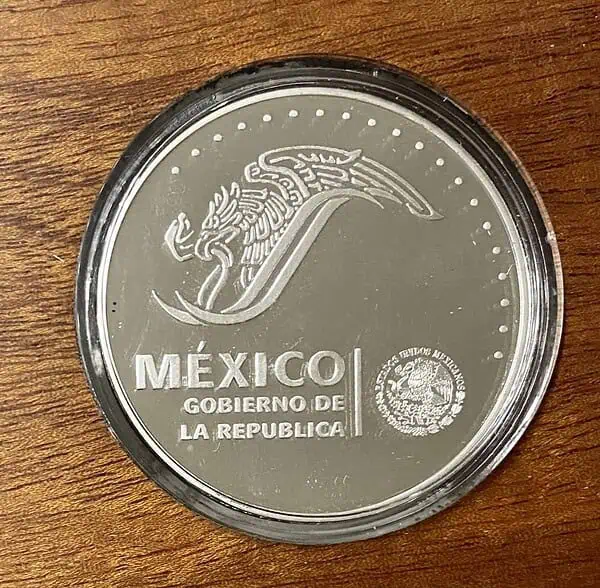 MÉXICO
GOBIERNO DE
LA REPUBLICA
ESTADOS UNIDOS MEXICANOS